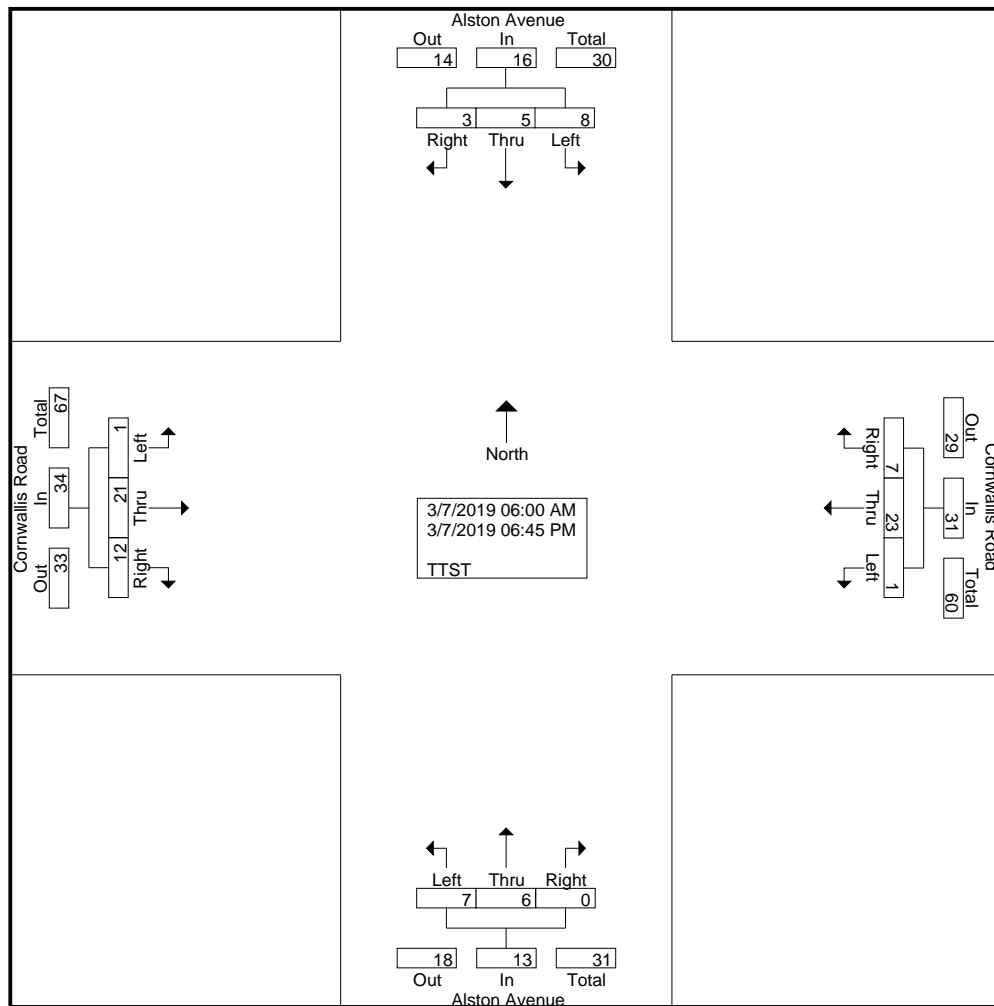 Alston Avenue
Out In Total
14 16 30
3 5 8
Right Thru Left
Cornwallis Road
Total In Out
67 34 33
1 21 12
Left Thru Right
North
3/7/2019 06:00 AM
3/7/2019 06:45 PM
TTST
Right Thru Left
7 23 1
Out In Total
29 31 60
Cornwallis Road
Left Thru Right
7 6 0
18 13 31
Out In Total
Alston Avenue